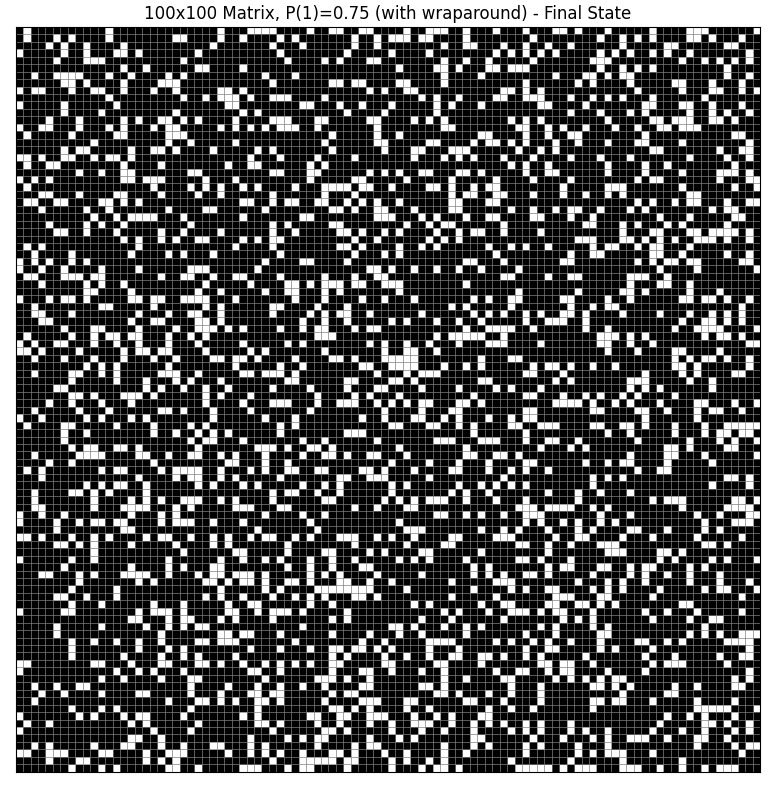 100x100 Matrix, P(1)=0.75 (with wraparound) - Final State